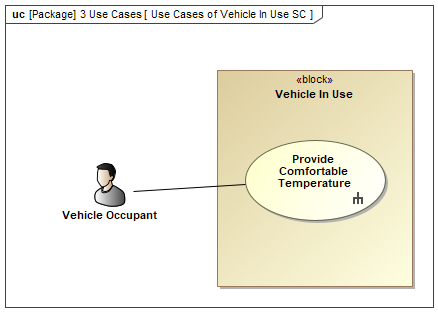 uc [Package] 3 Use Cases [ Use Cases of Vehicle In Use SC ]
«block»
Vehicle In Use
Provide
Comfortable
Temperature
Vehicle Occupant